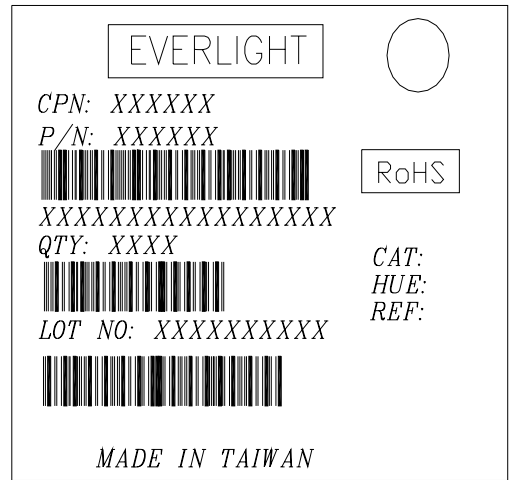 EVERLIGHT
CPN: XXXXXX
P/N: XXXXXX
RoHS
XXXXXXXXXXXXXXXXX
QTY: XXXX
CAT:
HUE:
REF:
LOT NO: XXXXXXXXXX
MADE IN TAIWAN